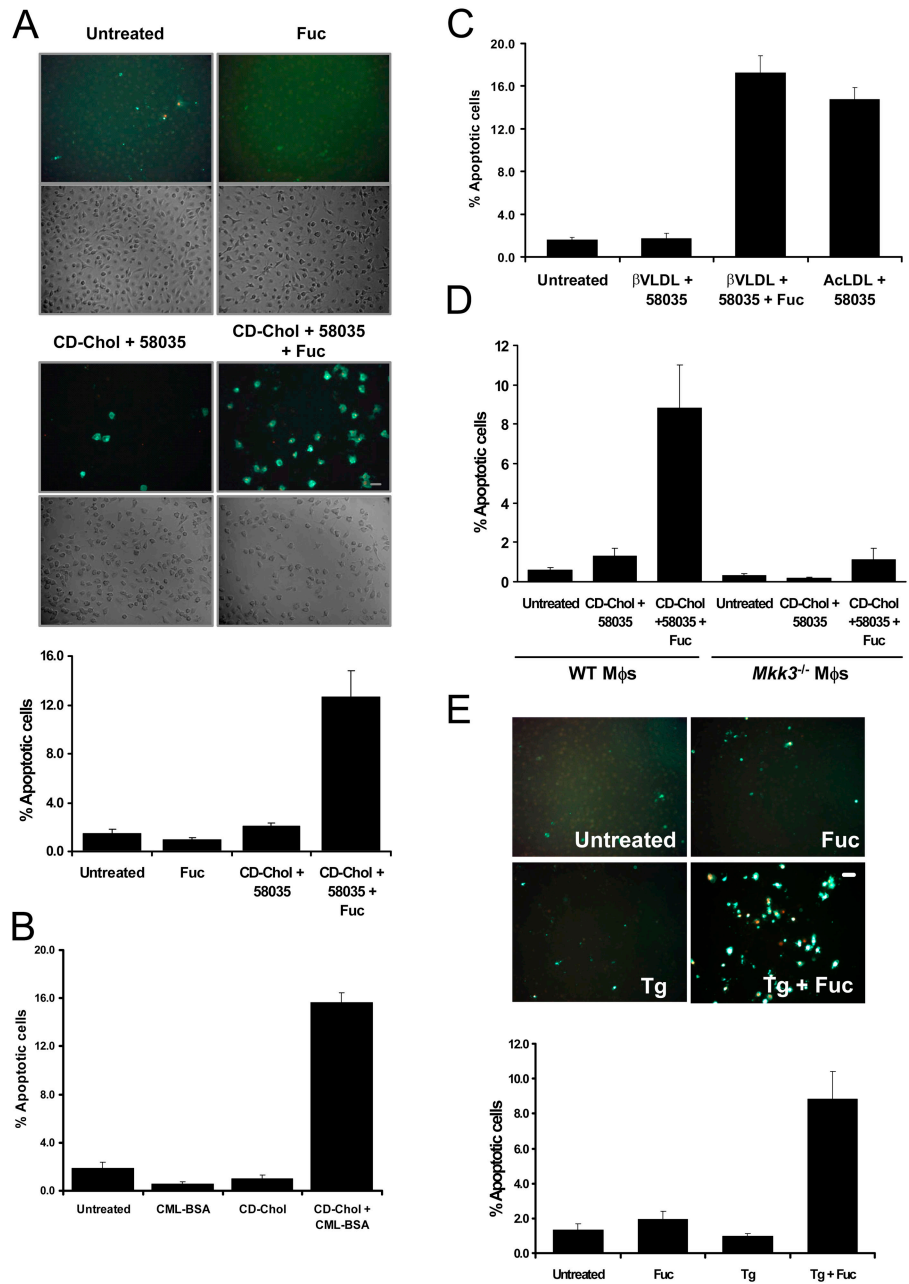 A
Untreated
Fuc
CD-Chol + 58035
CD-Chol + 58035
+ Fuc
% Apoptotic cells
16.0
12.0
8.0
4.0
0.0
Untreated
Fuc
CD-Chol +
58035
CD-Chol +
58035 +
Fuc
B
% Apoptotic cells
20.0
16.0
12.0
8.0
4.0
0.0
Untreated
CML-BSA
CD-Chol
CD-Chol +
CML-BSA
C
% Apoptotic cells
20.0
16.0
12.0
8.0
4.0
0.0
Untreated
βVLDL +
58035
βVLDL +
58035 + Fuc
AcLDL +
58035
D
% Apoptotic cells
12
10
8
6
4
2
0
Untreated
CD-Chol +
58035
CD-Chol
+58035 +
Fuc
Untreated
CD-Chol +
58035
CD-Chol
+58035 +
Fuc
WT Mϕs
Mkk3-/- Mϕs
E
Untreated
Fuc
Tg
Tg + Fuc
% Apoptotic cells
12.0
10.0
8.0
6.0
4.0
2.0
0.0
Untreated
Fuc
Tg
Tg + Fuc